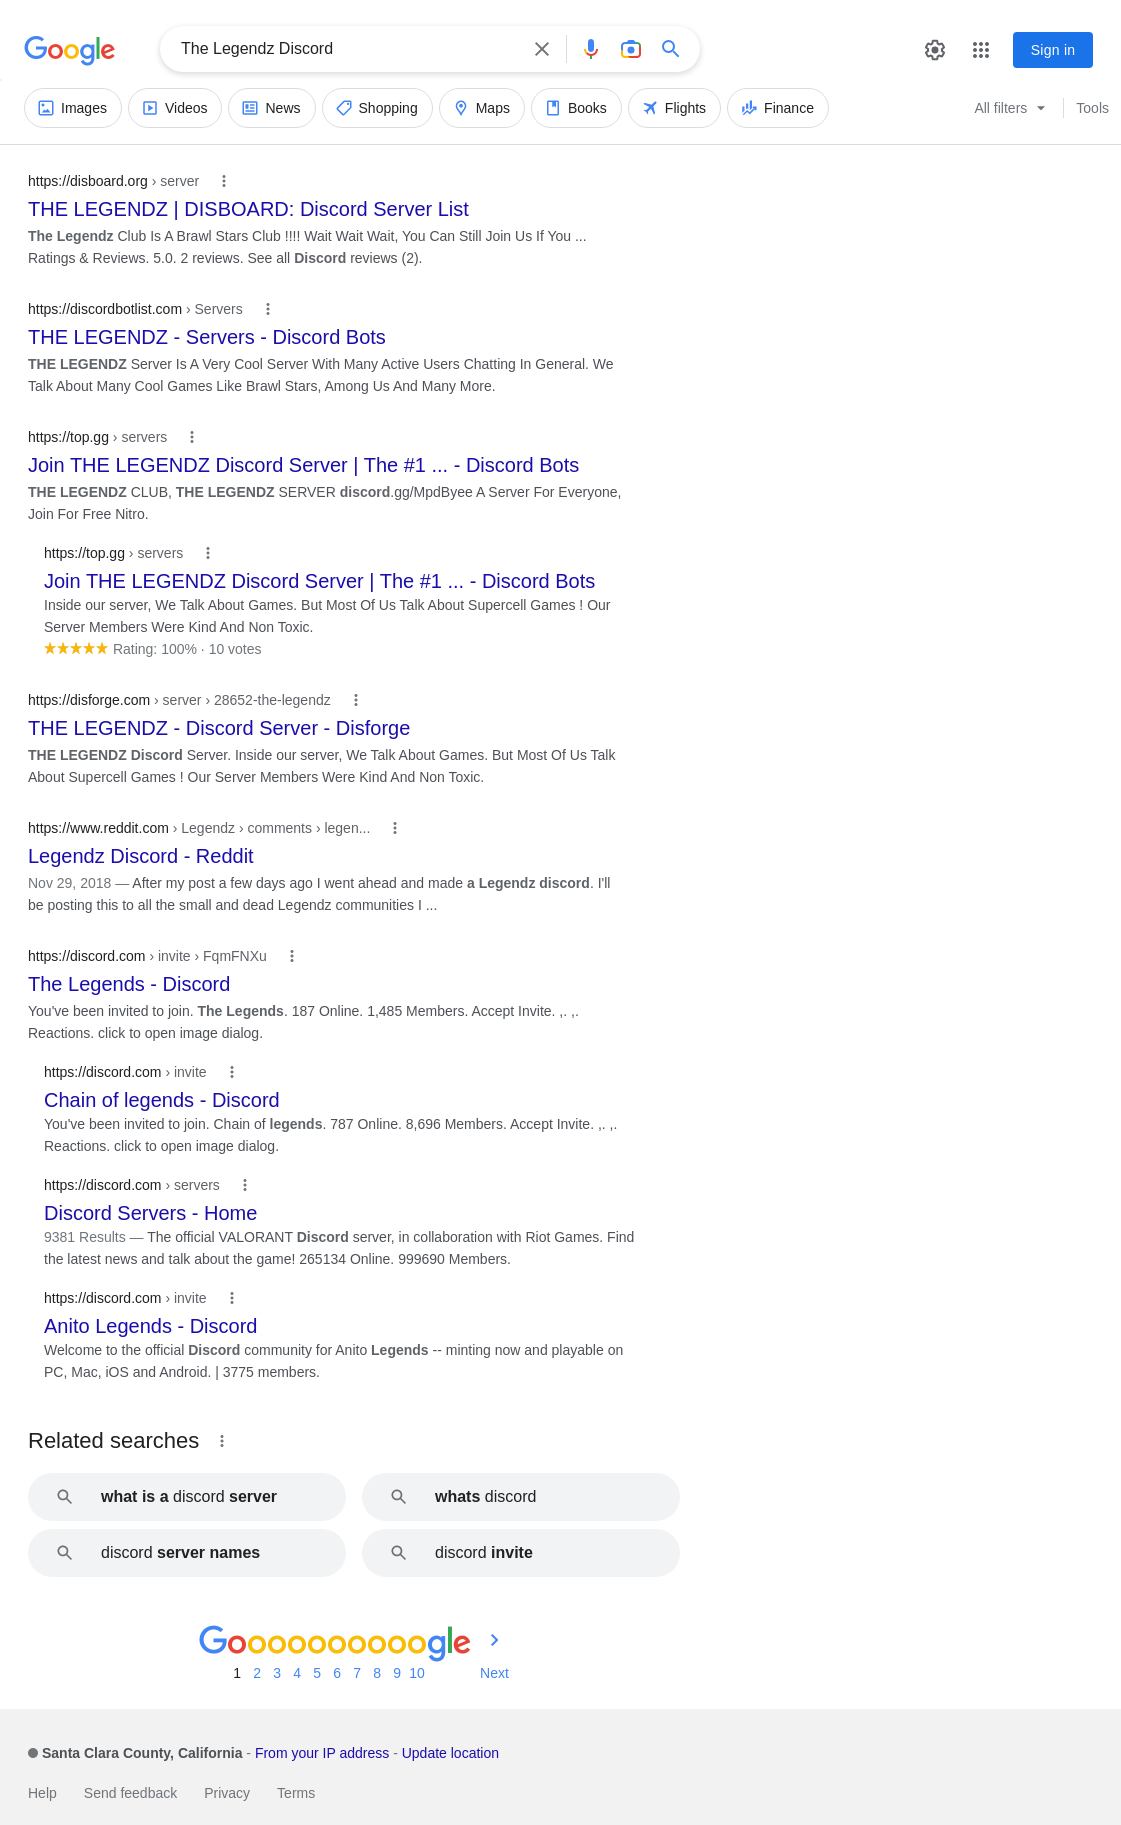 Google
The Legendz Discord
Sign in
Images Videos News Shopping Maps Books Flights Finance
All filters Tools
https://disboard.org › server
THE LEGENDZ | DISBOARD: Discord Server List
The Legendz Club Is A Brawl Stars Club !!!! Wait Wait Wait, You Can Still Join Us If You ...
Ratings & Reviews. 5.0. 2 reviews. See all Discord reviews (2).
https://discordbotlist.com › Servers
THE LEGENDZ - Servers - Discord Bots
THE LEGENDZ Server Is A Very Cool Server With Many Active Users Chatting In General. We
Talk About Many Cool Games Like Brawl Stars, Among Us And Many More.
https://top.gg › servers
Join THE LEGENDZ Discord Server | The #1 ... - Discord Bots
THE LEGENDZ CLUB, THE LEGENDZ SERVER discord.gg/MpdByee A Server For Everyone,
Join For Free Nitro.
https://top.gg › servers
Join THE LEGENDZ Discord Server | The #1 ... - Discord Bots
Inside our server, We Talk About Games. But Most Of Us Talk About Supercell Games ! Our
Server Members Were Kind And Non Toxic.
Rating: 100% · 10 votes
https://disforge.com › server › 28652-the-legendz
THE LEGENDZ - Discord Server - Disforge
THE LEGENDZ Discord Server. Inside our server, We Talk About Games. But Most Of Us Talk
About Supercell Games ! Our Server Members Were Kind And Non Toxic.
https://www.reddit.com › Legendz › comments › legen...
Legendz Discord - Reddit
Nov 29, 2018 — After my post a few days ago I went ahead and made a Legendz discord. I'll
be posting this to all the small and dead Legendz communities I ...
https://discord.com › invite › FqmFNXu
The Legends - Discord
You've been invited to join. The Legends. 187 Online. 1,485 Members. Accept Invite. ,. ,.
Reactions. click to open image dialog.
https://discord.com › invite
Chain of legends - Discord
You've been invited to join. Chain of legends. 787 Online. 8,696 Members. Accept Invite. ,. ,.
Reactions. click to open image dialog.
https://discord.com › servers
Discord Servers - Home
9381 Results — The official VALORANT Discord server, in collaboration with Riot Games. Find
the latest news and talk about the game! 265134 Online. 999690 Members.
https://discord.com › invite
Anito Legends - Discord
Welcome to the official Discord community for Anito Legends -- minting now and playable on
PC, Mac, iOS and Android. | 3775 members.
Related searches
what is a discord server
whats discord
discord server names
discord invite
Goooooooooogle
1 2 3 4 5 6 7 8 9 10 Next
Santa Clara County, California - From your IP address - Update location
Help Send feedback Privacy Terms